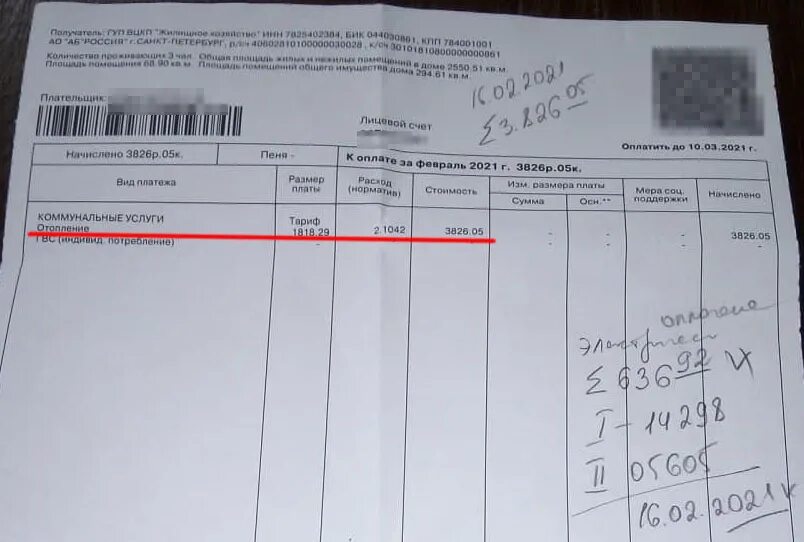 Получатель: ГУП ВЦКП "Жилищное хозяйство" ИНН 7825402384, БИК 044030861, КПП 784001001
АО "АБ"РОССИЯ" г.САНКТ-ПЕТЕРБУРГ, р/сч 40602810100000030028 , к/сч 30101810800000000861
Количество проживающих 3 чел. Общая площадь жилых и нежилых помещений в доме 2550.51 кв.м
Площадь помещения 68.90 кв.м. Площадь помещений общего имущества дома 294.61 кв.м.
16.02.2021
Σ3.826 05
Плательщик:
Лицевой счет
Оплатить до 10.03.2021 г.
Начислено 3826р.05к. Пеня - К оплате за февраль 2021 г. 3826р.05к.
Вид платежа Размер платы Расход (норматив) Стоимость Изм. размера платы Сумма Осн.** Мера соц. поддержки Начислено
КОММУНАЛЬНЫЕ УСЛУГИ Тариф
Отопление 1818.29 2.1042 3826.05 - - - 3826.05
ГВС (индивид. потребление) - - - - - - -
оплачено
Σ 636 92 V
I - 14298
II 05605
16.02.2021